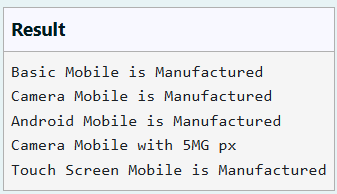 Result
Basic Mobile is Manufactured
Camera Mobile is Manufactured
Android Mobile is Manufactured
Camera Mobile with 5MG px
Touch Screen Mobile is Manufactured